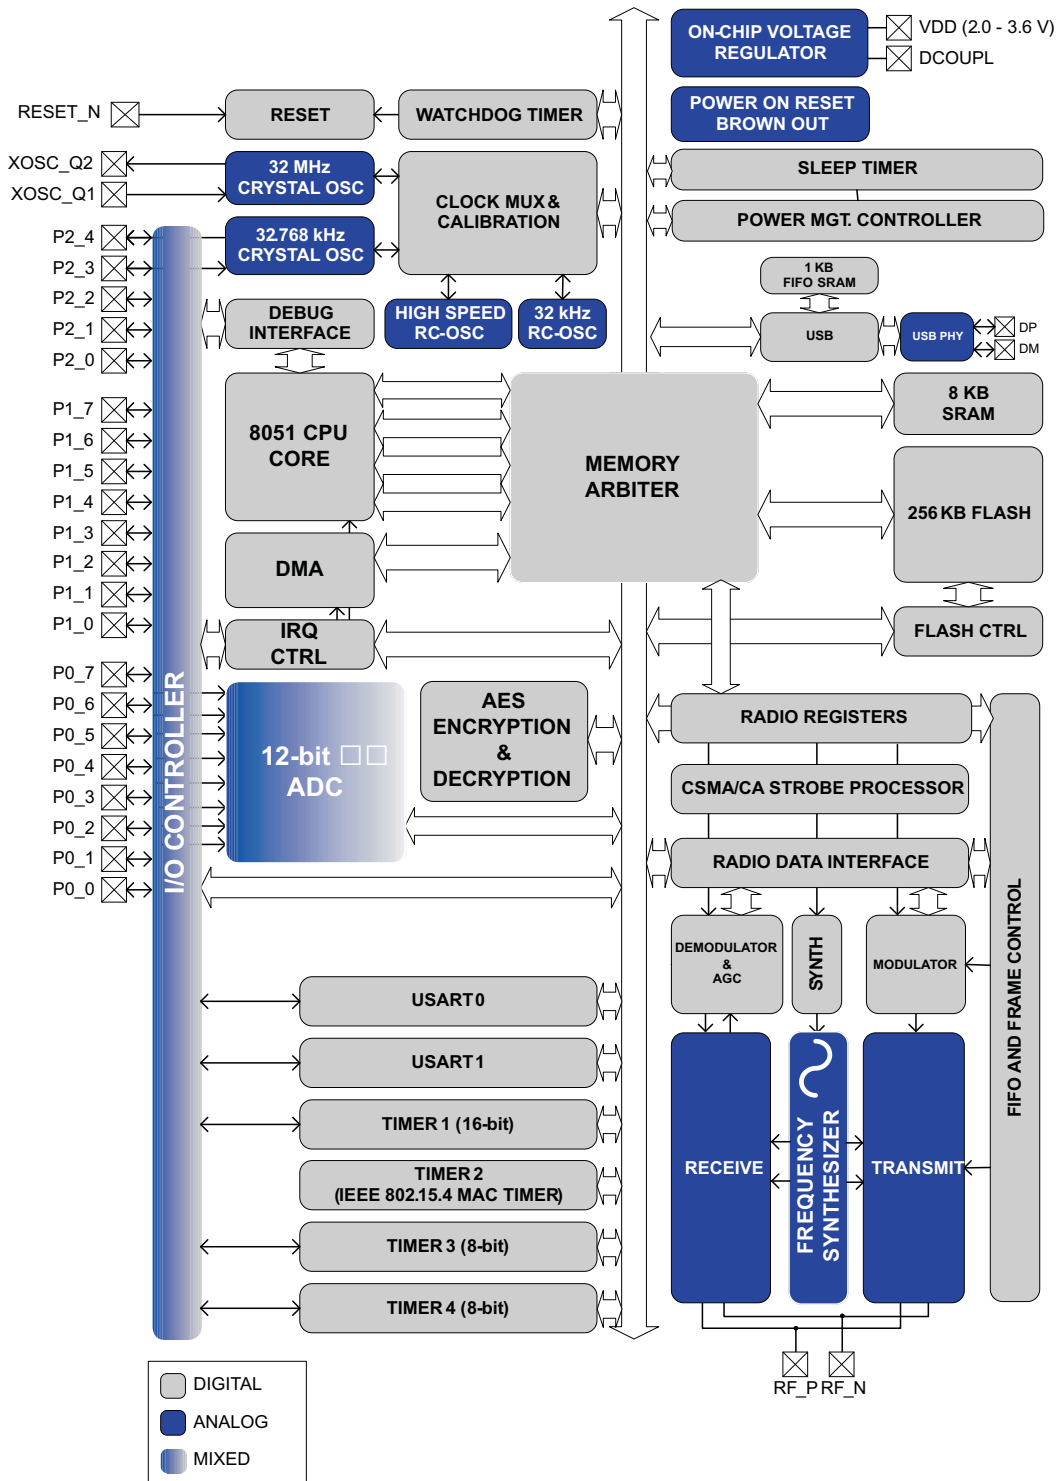 ON-CHIP VOLTAGE
REGULATOR
VDD (2.0 - 3.6 V)
DCOUPL
POWER ON RESET
BROWN OUT
RESET_N
RESET
WATCHDOG TIMER
XOSC_Q2
XOSC_Q1
32 MHz
CRYSTAL OSC
CLOCK MUX &
CALIBRATION
SLEEP TIMER
POWER MGT. CONTROLLER
P2_4
P2_3
P2_2
P2_1
P2_0
32.768 kHz
CRYSTAL OSC
DEBUG
INTERFACE
HIGH SPEED
RC-OSC
32 kHz
RC-OSC
1 KB
FIFO SRAM
USB
USB PHY
DP
DM
P1_7
P1_6
P1_5
P1_4
P1_3
P1_2
P1_1
P1_0
8051 CPU
CORE
MEMORY
ARBITER
8 KB
SRAM
256 KB FLASH
DMA
IRQ
CTRL
FLASH CTRL
P0_7
P0_6
P0_5
P0_4
P0_3
P0_2
P0_1
P0_0
I/O CONTROLLER
12-bit □□
ADC
AES
ENCRYPTION
&
DECRYPTION
RADIO REGISTERS
CSMA/CA STROBE PROCESSOR
RADIO DATA INTERFACE
DEMODULATOR
&
AGC
SYNTH
MODULATOR
FIFO AND FRAME CONTROL
USART 0
USART 1
TIMER 1 (16-bit)
TIMER 2
(IEEE 802.15.4 MAC TIMER)
TIMER 3 (8-bit)
TIMER 4 (8-bit)
RECEIVE
FREQUENCY
SYNTHESIZER
TRANSMIT
RF_P
RF_N
DIGITAL
ANALOG
MIXED